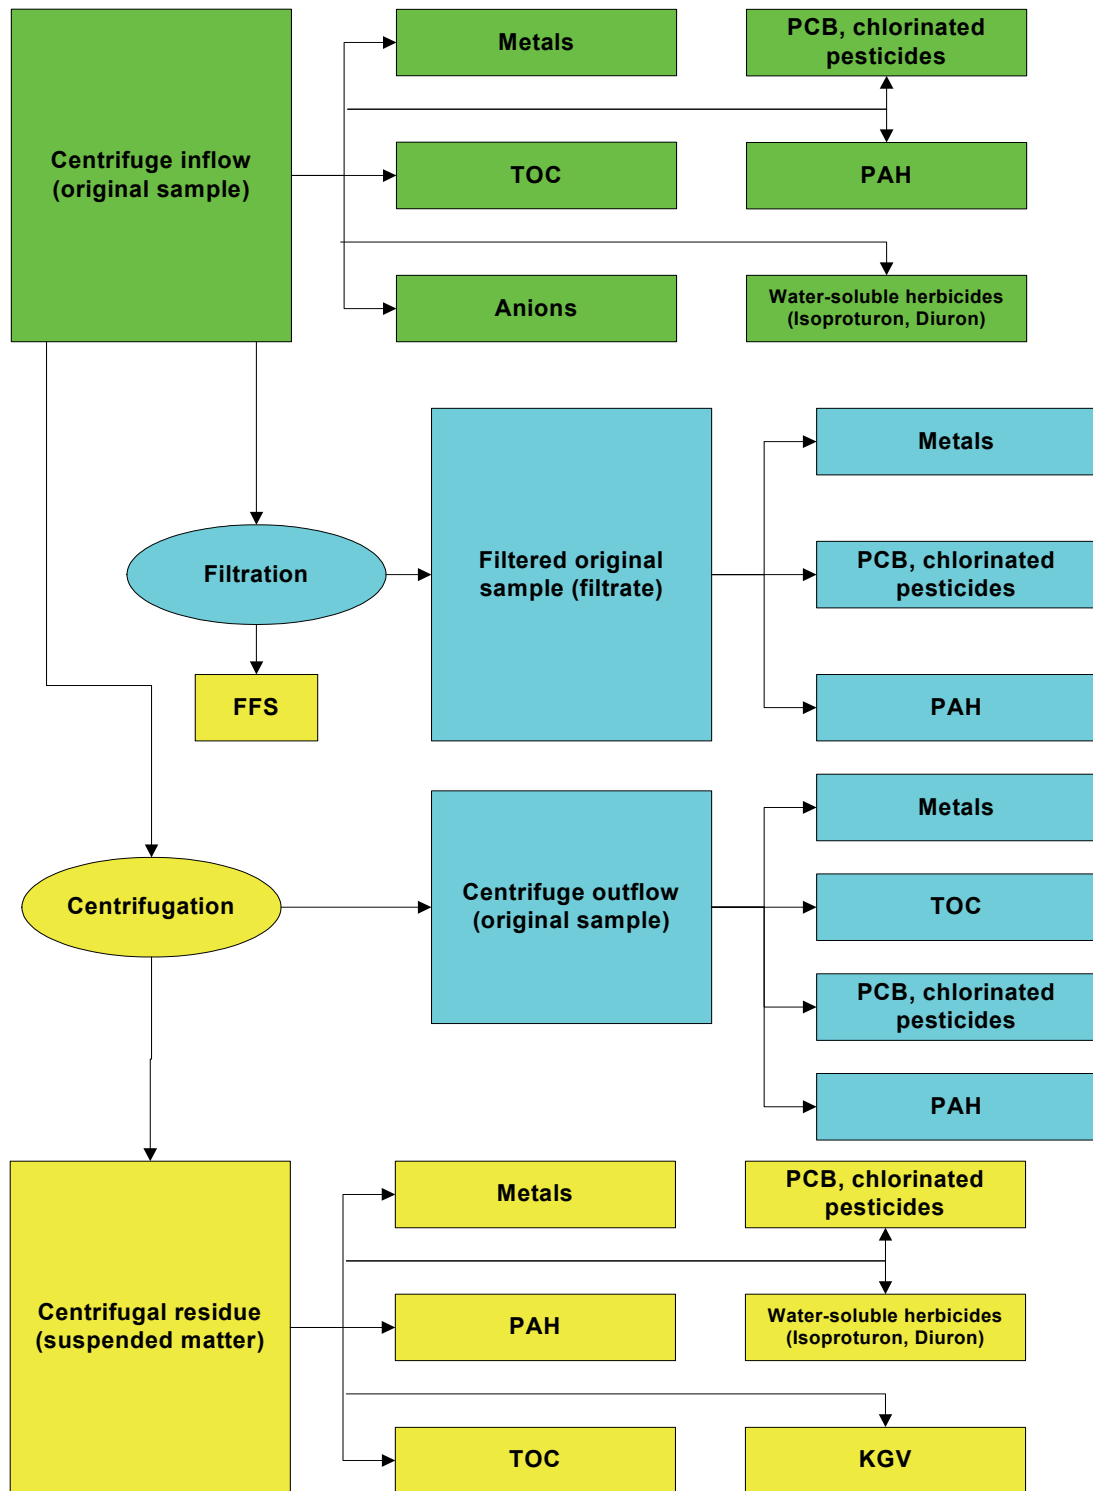 Metals
PCB, chlorinated
pesticides
Centrifuge inflow
(original sample)
TOC
PAH
Anions
Water-soluble herbicides
(Isoproturon, Diuron)
Metals
Filtration
Filtered original
sample (filtrate)
PCB, chlorinated
pesticides
FFS
PAH
Metals
Centrifugation
Centrifuge outflow
(original sample)
TOC
PCB, chlorinated
pesticides
PAH
Metals
PCB, chlorinated
pesticides
Centrifugal residue
(suspended matter)
PAH
Water-soluble herbicides
(Isoproturon, Diuron)
TOC
KGV